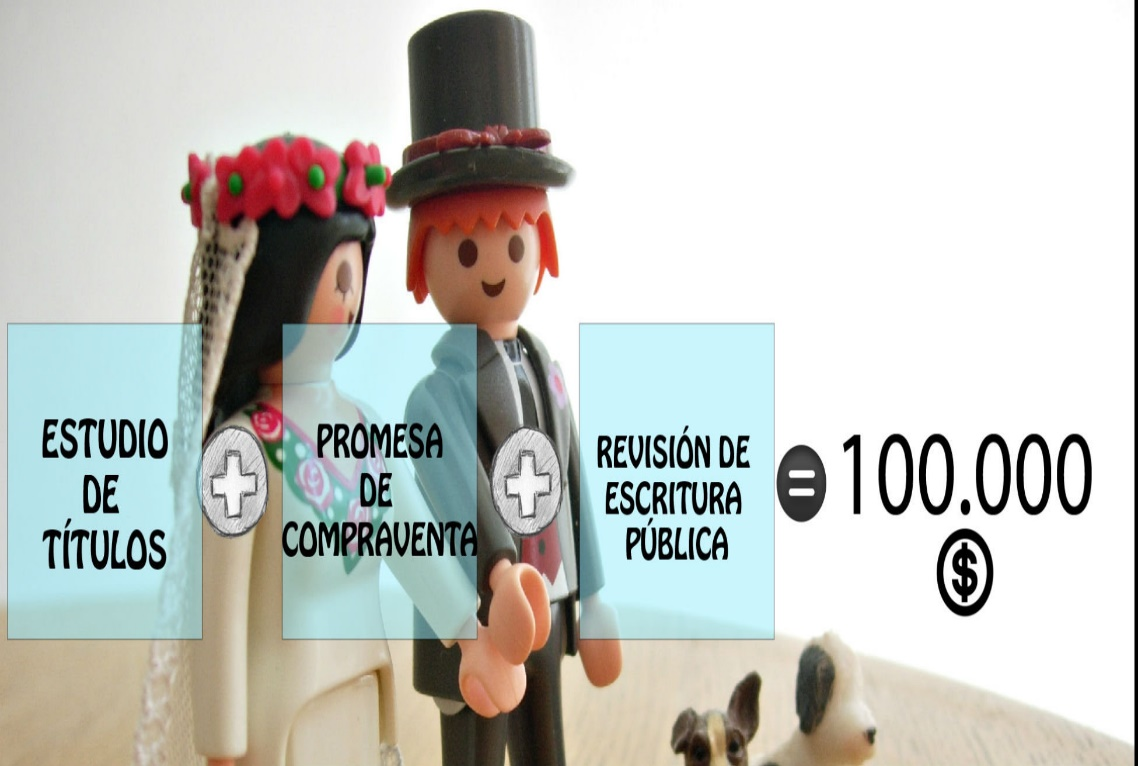 ESTUDIO
DE
TÍTULOS
PROMESA
DE
COMPRAVENTA
REVISIÓN DE
ESCRITURA
PÚBLICA
= 100.000
$